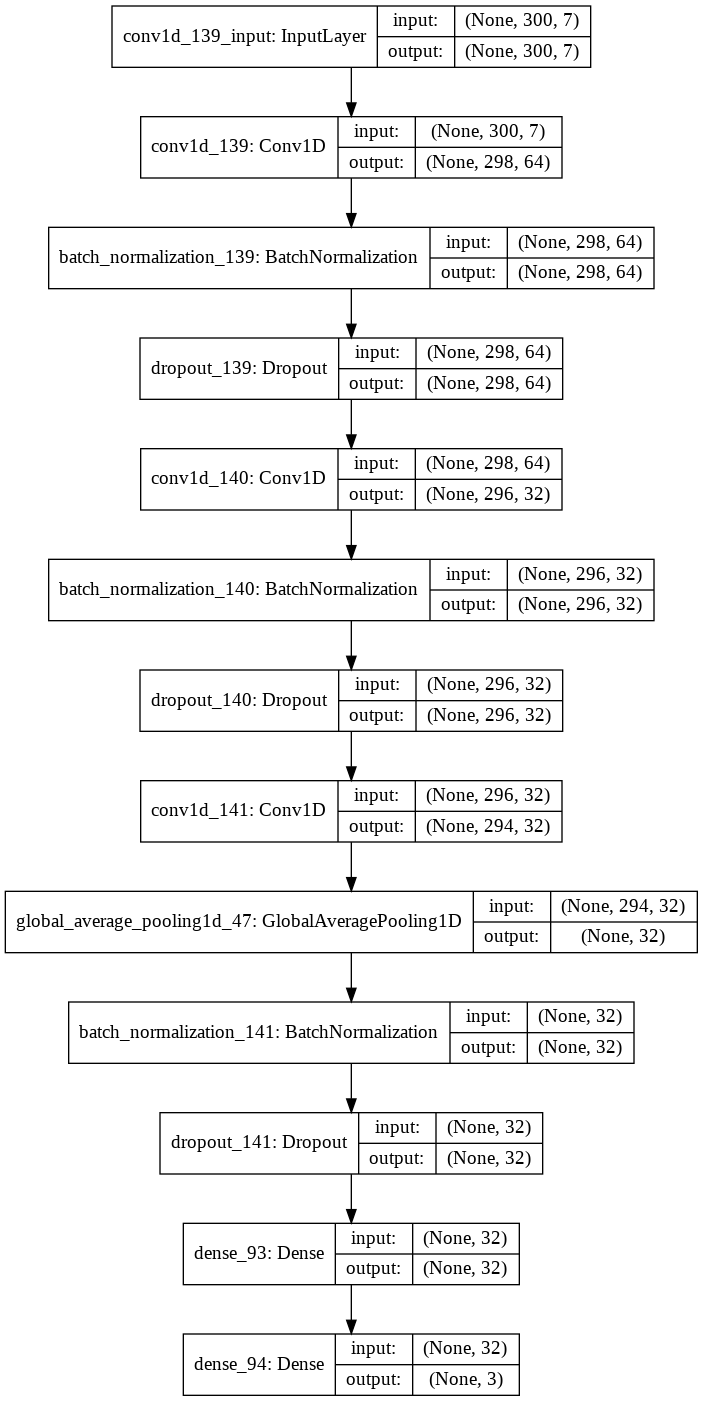 conv1d_139_input: InputLayer input: (None, 300, 7)
output: (None, 300, 7)
conv1d_139: Conv1D input: (None, 300, 7)
output: (None, 298, 64)
batch_normalization_139: BatchNormalization input: (None, 298, 64)
output: (None, 298, 64)
dropout_139: Dropout input: (None, 298, 64)
output: (None, 298, 64)
conv1d_140: Conv1D input: (None, 298, 64)
output: (None, 296, 32)
batch_normalization_140: BatchNormalization input: (None, 296, 32)
output: (None, 296, 32)
dropout_140: Dropout input: (None, 296, 32)
output: (None, 296, 32)
conv1d_141: Conv1D input: (None, 296, 32)
output: (None, 294, 32)
global_average_pooling1d_47: GlobalAveragePooling1D input: (None, 294, 32)
output: (None, 32)
batch_normalization_141: BatchNormalization input: (None, 32)
output: (None, 32)
dropout_141: Dropout input: (None, 32)
output: (None, 32)
dense_93: Dense input: (None, 32)
output: (None, 32)
dense_94: Dense input: (None, 32)
output: (None, 3)